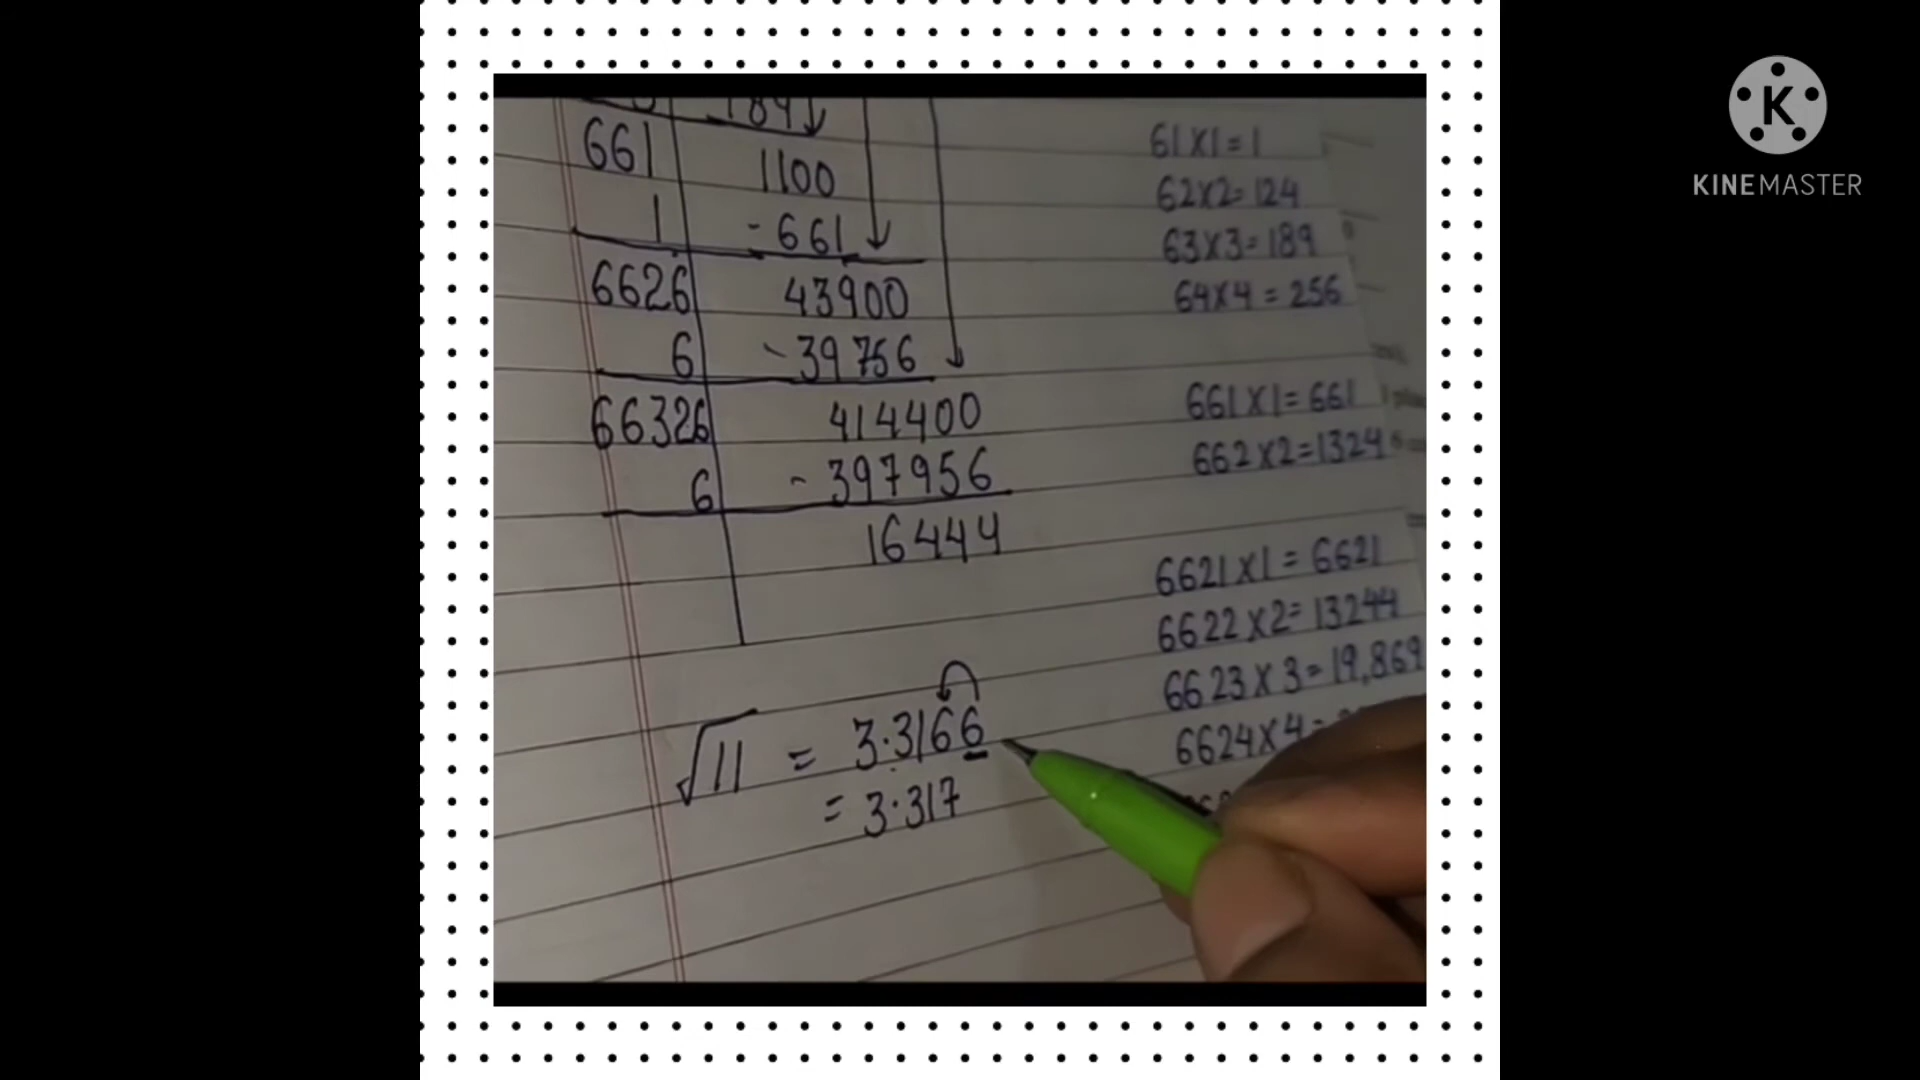 189
661 1100
1 - 661
6626 43900
6 - 39756
66326 414400
6 - 397956
16444
√11 = 3.3166
= 3.317
61X1=1
62X2=124
63X3=189
64X4=256
661X1=661
662X2=1324
6621X1=6621
6622X2=13244
6623X3=19,869
6624X4=
KINEMASTER